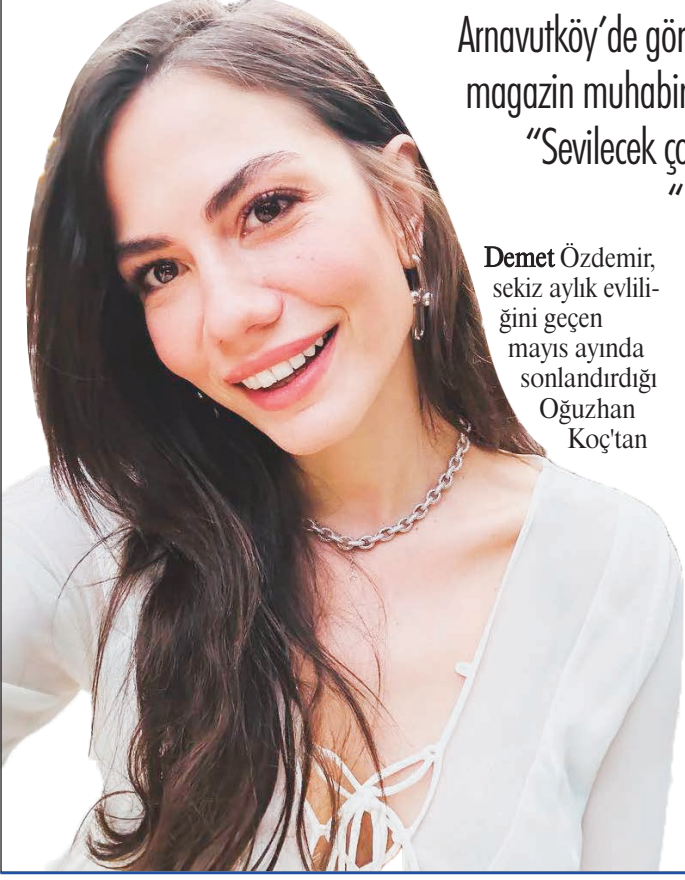 Arnavutköy’de gör
magazin muhabir
“Sevilecek ço
“
Demet Özdemir,
sekiz aylık evlili-
ğini geçen
mayıs ayında
sonlandırdığı
Oğuzhan
Koç'tan